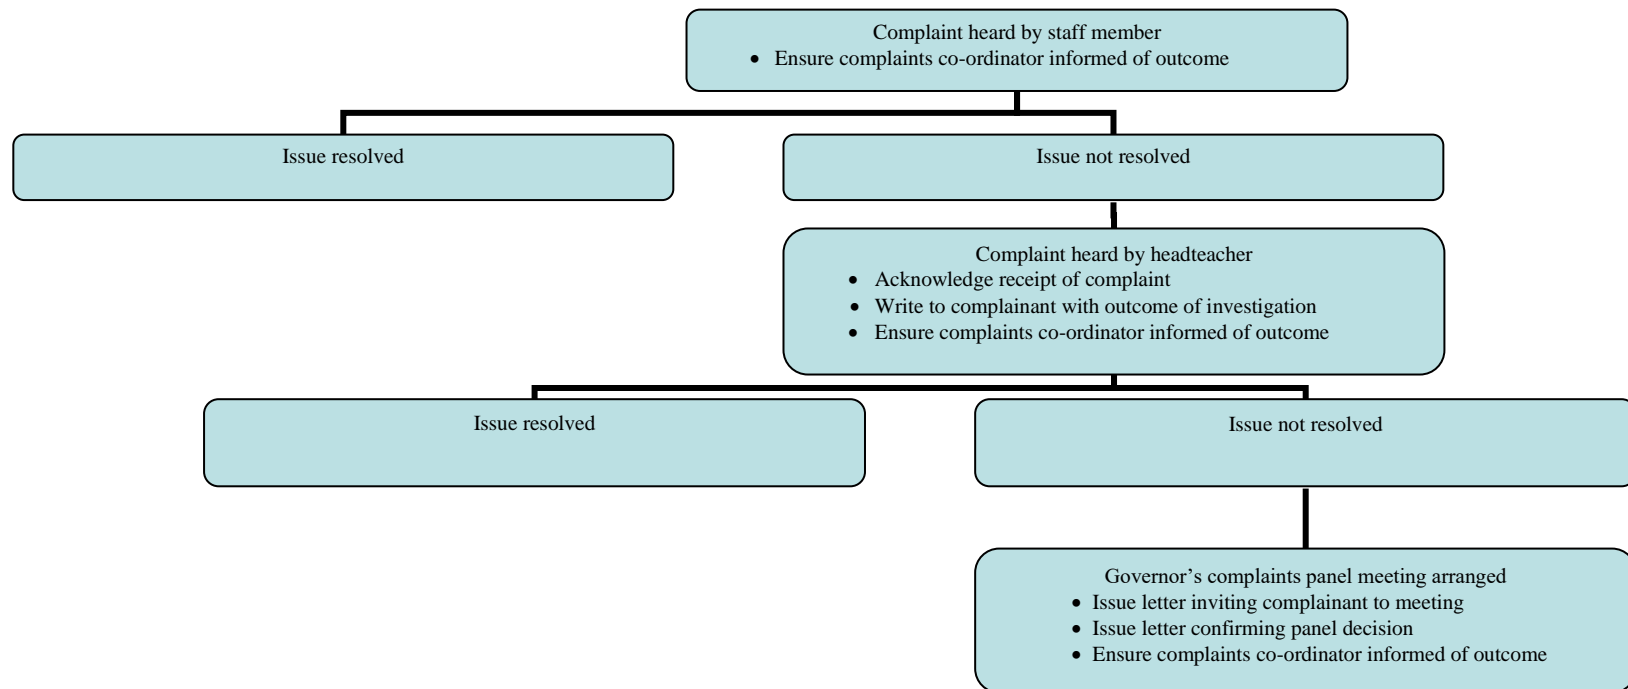 Complaint heard by staff member
• Ensure complaints co-ordinator informed of outcome
Issue resolved
Issue not resolved
Complaint heard by headteacher
• Acknowledge receipt of complaint
• Write to complainant with outcome of investigation
• Ensure complaints co-ordinator informed of outcome
Issue resolved
Issue not resolved
Governor’s complaints panel meeting arranged
• Issue letter inviting complainant to meeting
• Issue letter confirming panel decision
• Ensure complaints co-ordinator informed of outcome